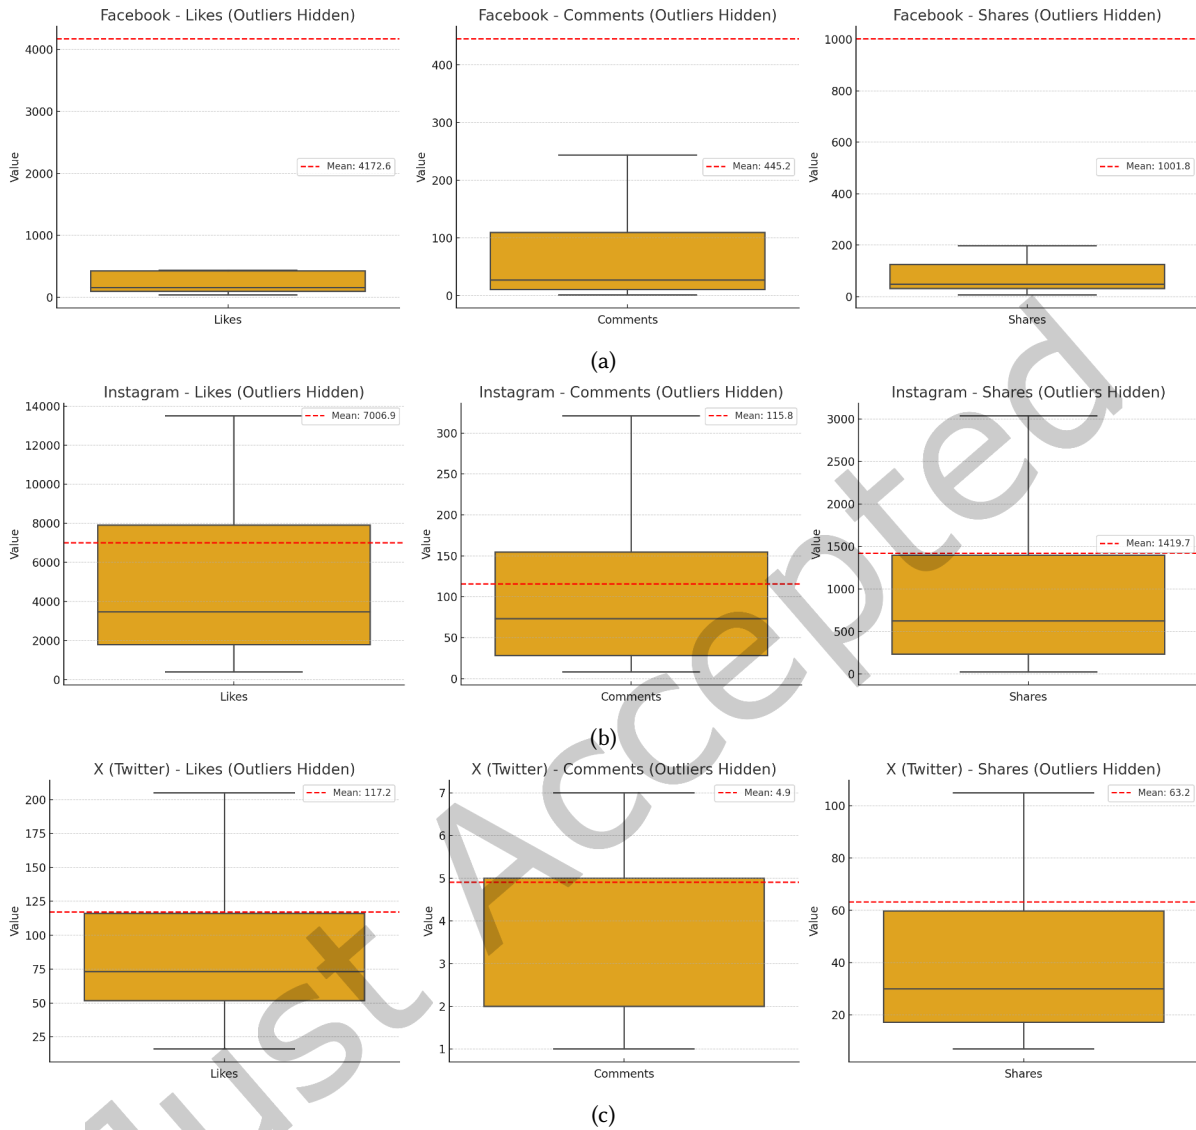 Facebook - Likes (Outliers Hidden)
Facebook - Comments (Outliers Hidden)
Facebook - Shares (Outliers Hidden)
Value
4000
3000
2000
1000
0
Mean: 4172.6
Likes
Value
400
300
200
100
0
Mean: 445.2
Comments
Value
1000
800
600
400
200
0
Mean: 1001.8
Shares
(a)
Instagram - Likes (Outliers Hidden)
Instagram - Comments (Outliers Hidden)
Instagram - Shares (Outliers Hidden)
Value
14000
12000
10000
8000
6000
4000
2000
0
Mean: 7006.9
Likes
Value
300
250
200
150
100
50
0
Mean: 115.8
Comments
Value
3000
2500
2000
1500
1000
500
0
Mean: 1419.7
Shares
(b)
X (Twitter) - Likes (Outliers Hidden)
X (Twitter) - Comments (Outliers Hidden)
X (Twitter) - Shares (Outliers Hidden)
Value
200
175
150
125
100
75
50
25
Mean: 117.2
Likes
Value
7
6
5
4
3
2
1
Mean: 4.9
Comments
Value
100
80
60
40
20
Mean: 63.2
Shares
(c)
Just Accepted